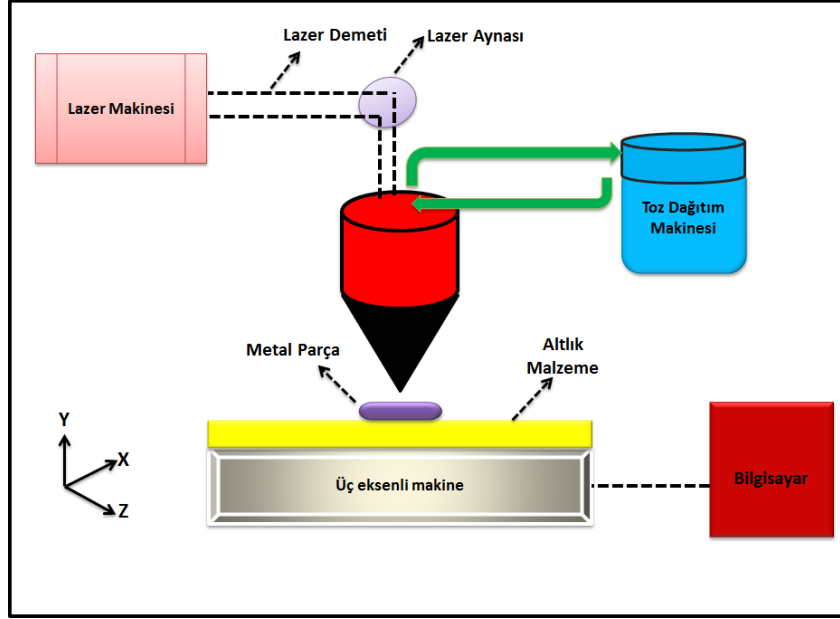 Lazer Demeti
Lazer Aynası
Lazer Makinesi
Toz Dağıtım
Makinesi
Metal Parça
Altlık
Malzeme
Y
X
Z
Üç eksenli makine
Bilgisayar